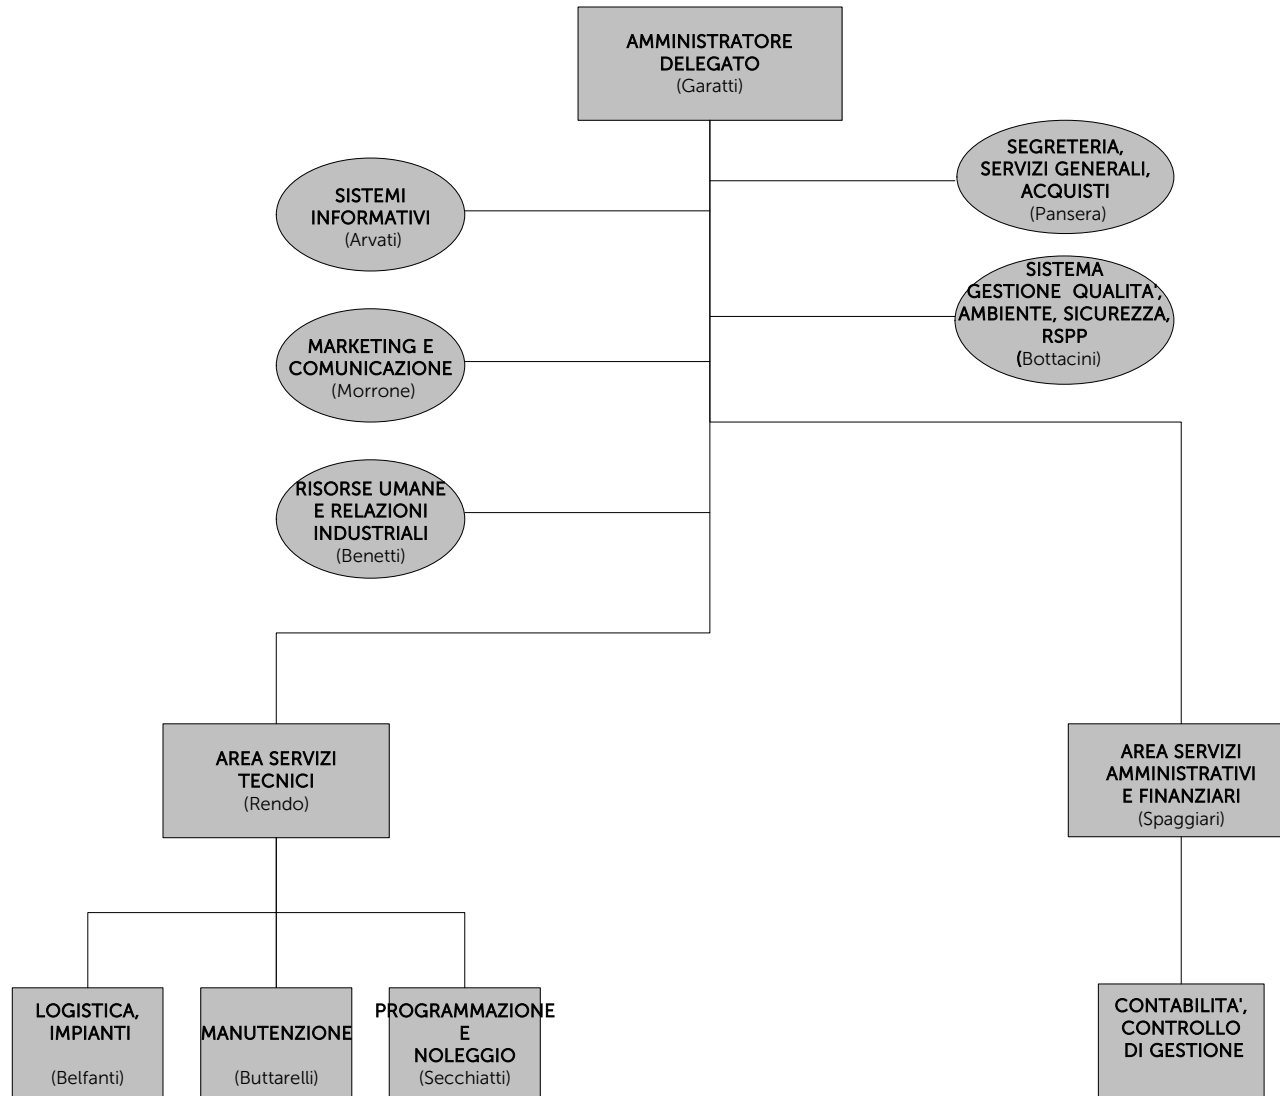 AMMINISTRATORE
DELEGATO
(Garatti)
SEGRETERIA,
SERVIZI GENERALI,
ACQUISTI
(Pansera)
SISTEMI
INFORMATIVI
(Arvati)
SISTEMA
GESTIONE QUALITA',
AMBIENTE, SICUREZZA,
RSPP
(Bottacini)
MARKETING E
COMUNICAZIONE
(Morrone)
RISORSE UMANE
E RELAZIONI
INDUSTRIALI
(Benetti)
AREA SERVIZI
TECNICI
(Rendo)
AREA SERVIZI
AMMINISTRATIVI
E FINANZIARI
(Spaggiari)
LOGISTICA,
IMPIANTI
(Belfanti)
MANUTENZIONE
(Buttarelli)
PROGRAMMAZIONE
E
NOLEGGIO
(Secchiatti)
CONTABILITA',
CONTROLLO
DI GESTIONE